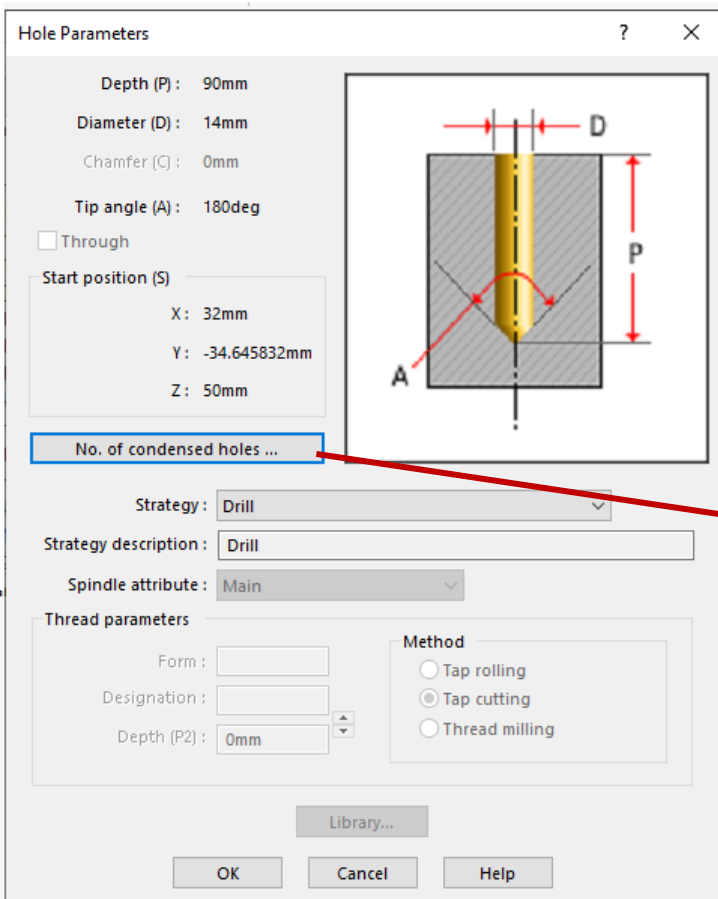 Hole Parameters ?
Depth (P) : 90mm
Diameter (D) : 14mm
Chamfer (C) : 0mm
Tip angle (A) : 180deg
Through
Start position (S)
X : 32mm
Y : -34.645832mm
Z : 50mm
D
P
A
No. of condensed holes ...
Strategy : Drill
Strategy description : Drill
Spindle attribute : Main
Thread parameters
Form :
Designation :
Depth (P2) : 0mm
Method
Tap rolling
Tap cutting
Thread milling
Library...
OK Cancel Help